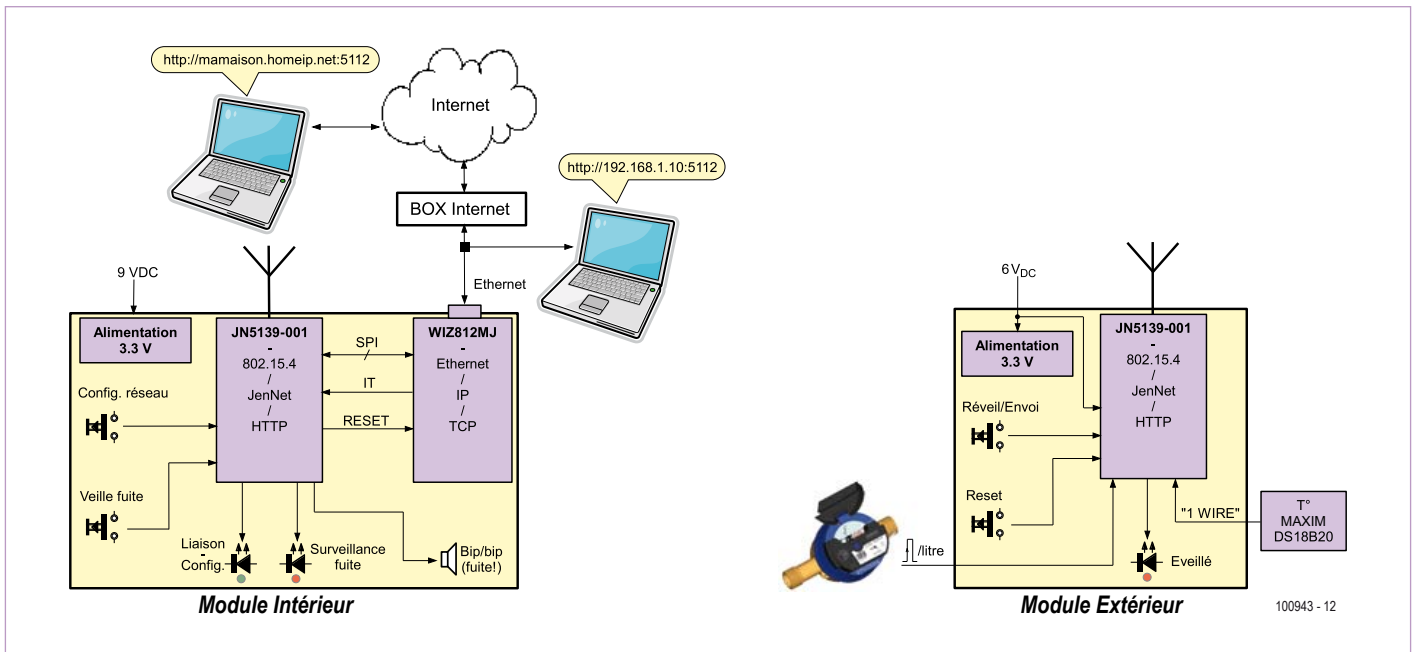 http://mamaison.homeip.net:5112
Internet
http://192.168.1.10:5112
BOX Internet
Ethernet
9 VDC
Alimentation
3.3 V
JN5139-001
-
802.15.4
/
JenNet
/
HTTP
SPI
IT
RESET
WIZ812MJ
-
Ethernet
/
IP
/
TCP
Config. réseau
Veille fuite
Liaison
-
Config.
Surveillance
fuite
Bip/bip
(fuite!)
Module Intérieur
6 VDC
Alimentation
3.3 V
JN5139-001
-
802.15.4
/
JenNet
/
HTTP
Réveil/Envoi
Reset
/litre
"1 WIRE"
T°
MAXIM
DS18B20
Eveillé
Module Extérieur
100943 - 12